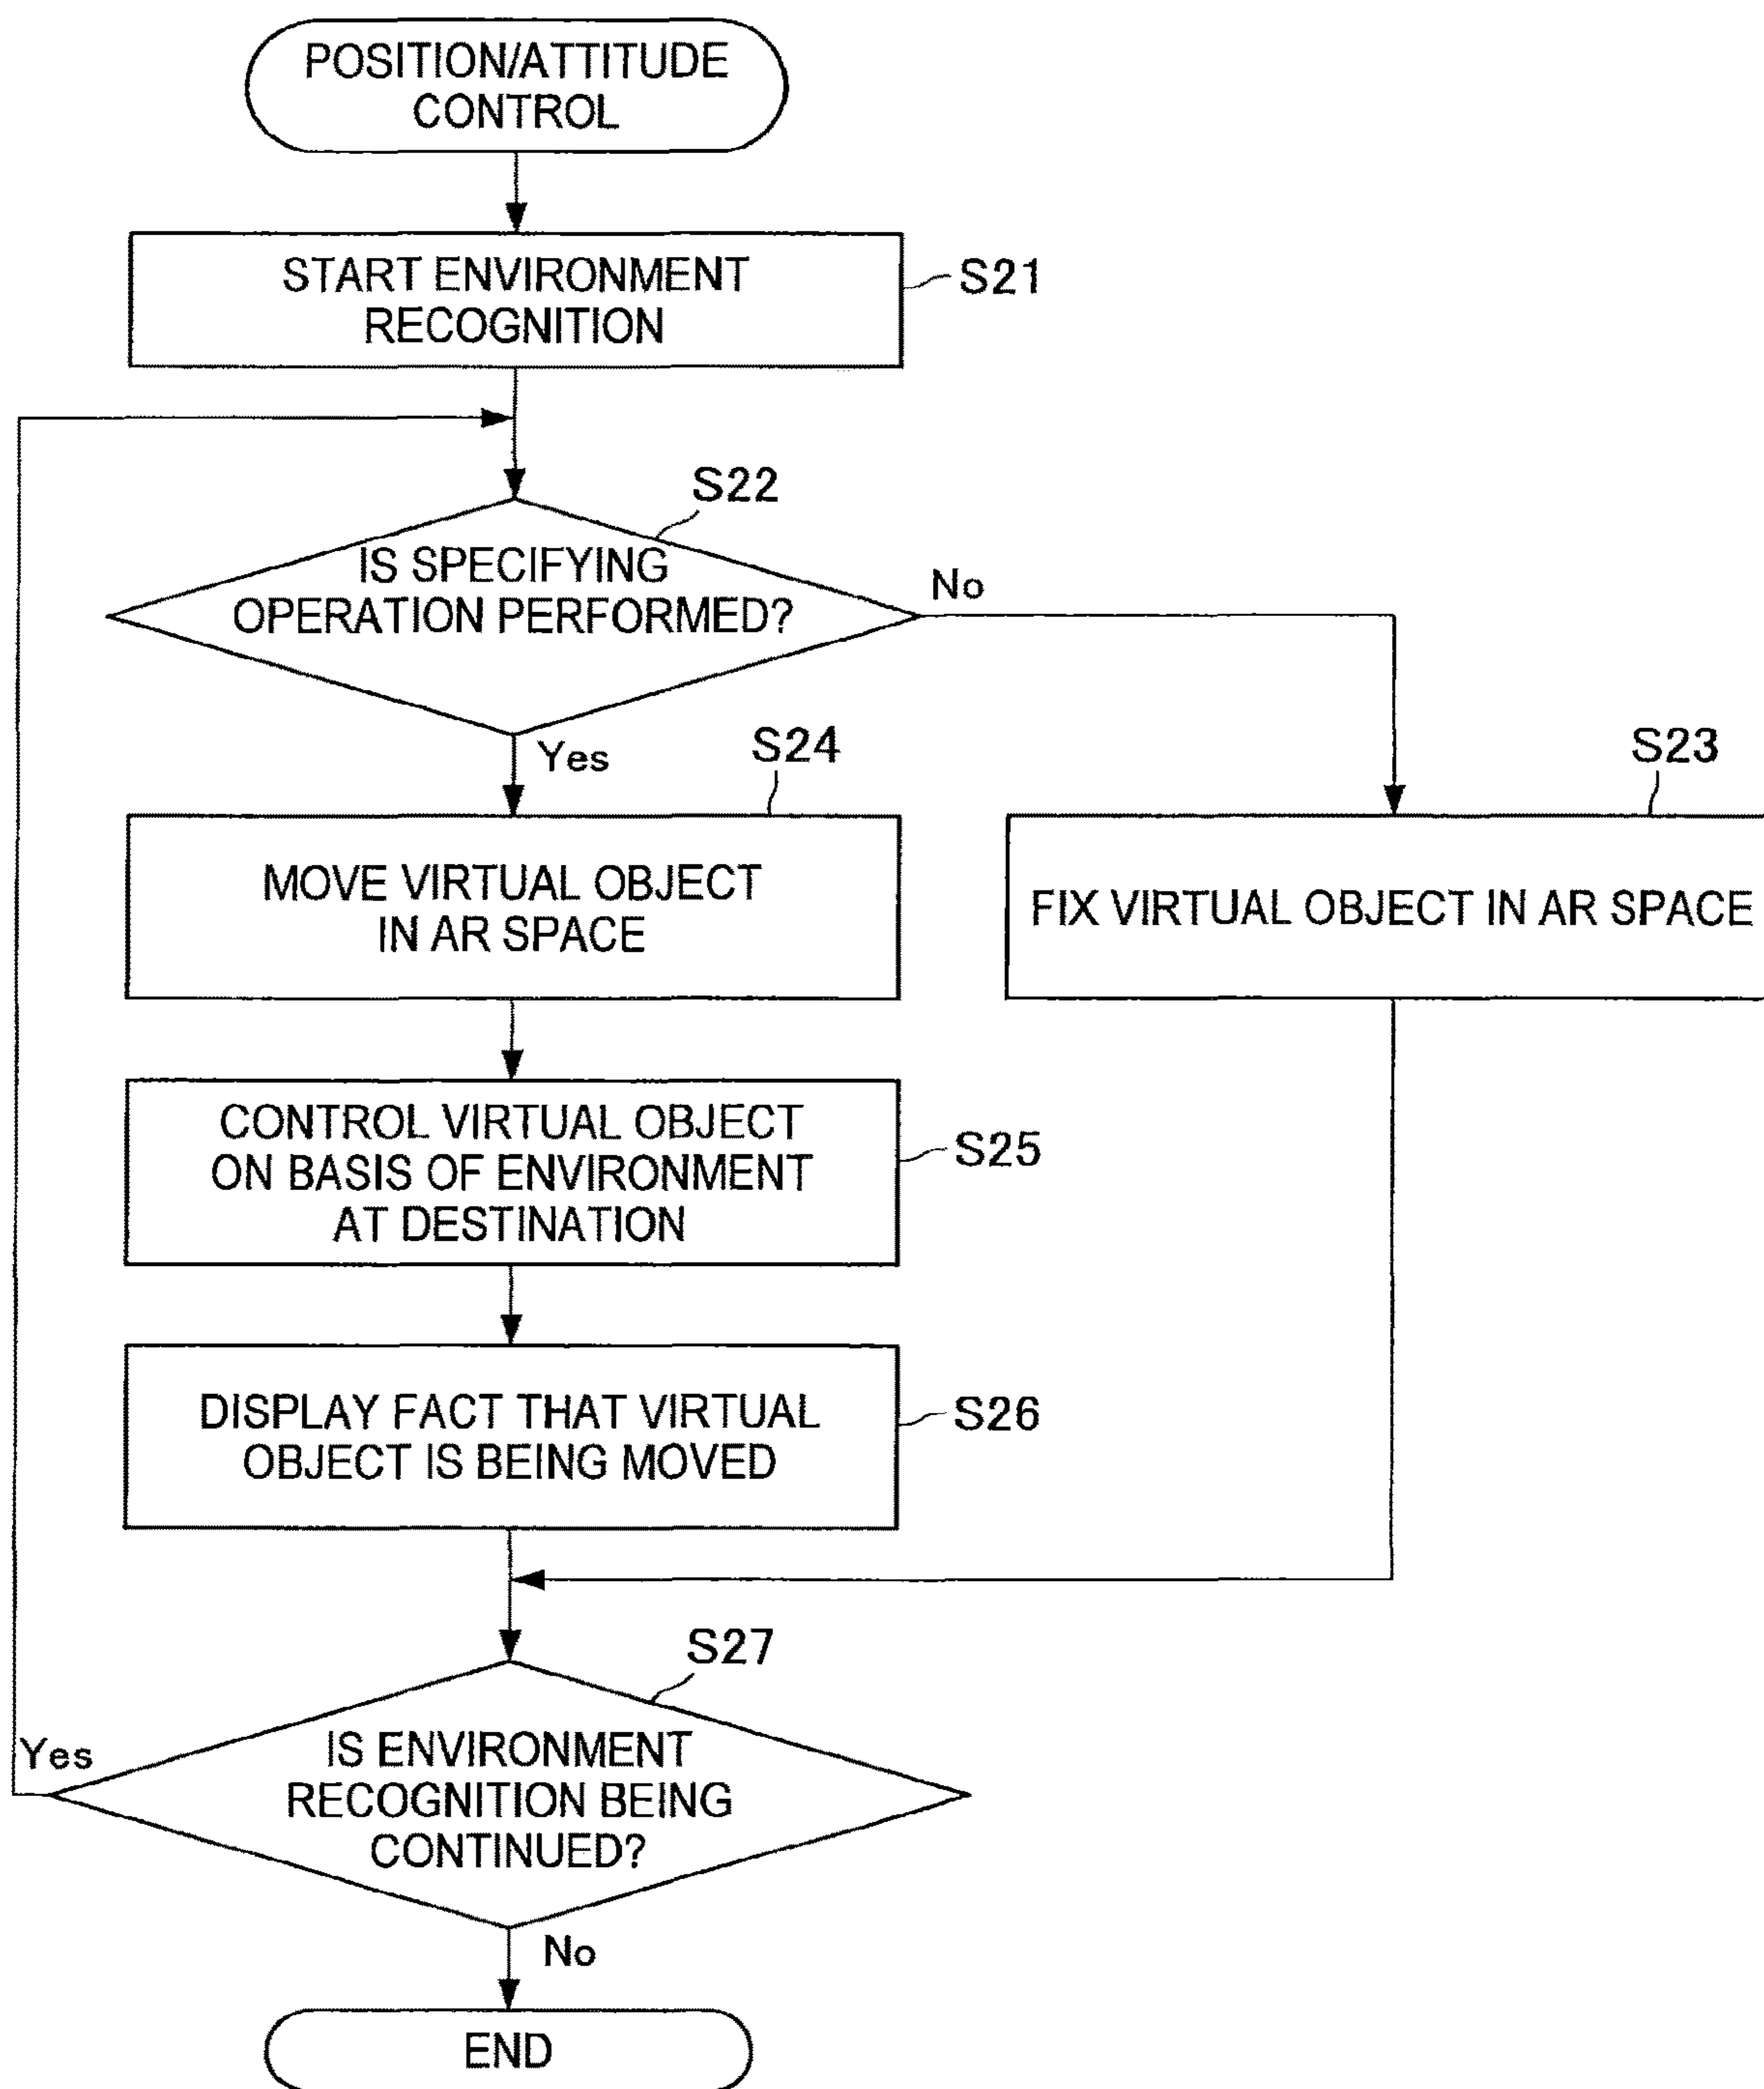 POSITION/ATTITUDE
CONTROL
START ENVIRONMENT
RECOGNITION
S21
S22
IS SPECIFYING
OPERATION PERFORMED?
No
Yes
S24
MOVE VIRTUAL OBJECT
IN AR SPACE
S23
FIX VIRTUAL OBJECT IN AR SPACE
CONTROL VIRTUAL OBJECT
ON BASIS OF ENVIRONMENT
AT DESTINATION
S25
DISPLAY FACT THAT VIRTUAL
OBJECT IS BEING MOVED
S26
S27
IS ENVIRONMENT
RECOGNITION BEING
CONTINUED?
Yes
No
END